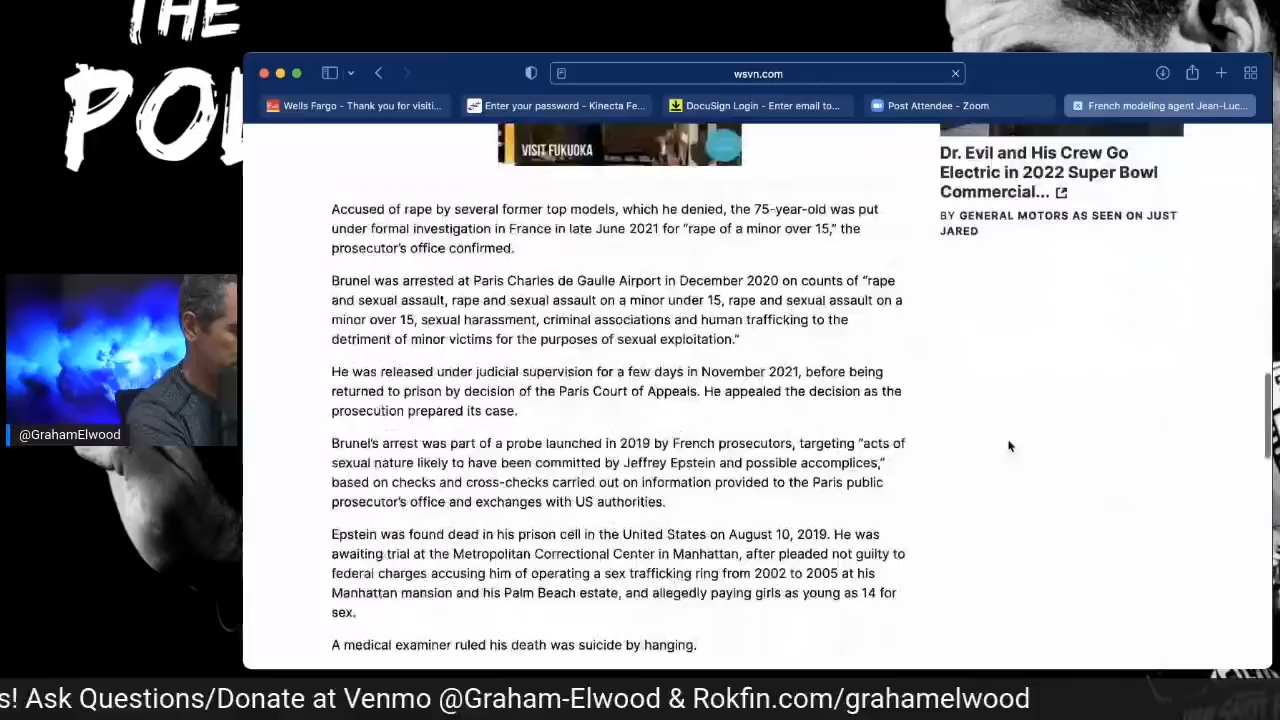 THE
PO
wsvn.com
Wells Fargo - Thank you for visiti...
Enter your password - Kinecta Fe...
DocuSign Login - Enter email to...
Post Attendee - Zoom
French modeling agent Jean-Luc...
VISIT FUKUOKA
Dr. Evil and His Crew Go
Electric in 2022 Super Bowl
Commercial...
BY GENERAL MOTORS AS SEEN ON JUST
JARED
Accused of rape by several former top models, which he denied, the 75-year-old was put
under formal investigation in France in late June 2021 for “rape of a minor over 15,” the
prosecutor’s office confirmed.
Brunel was arrested at Paris Charles de Gaulle Airport in December 2020 on counts of “rape
and sexual assault, rape and sexual assault on a minor under 15, rape and sexual assault on a
minor over 15, sexual harassment, criminal associations and human trafficking to the
detriment of minor victims for the purposes of sexual exploitation.”
He was released under judicial supervision for a few days in November 2021, before being
returned to prison by decision of the Paris Court of Appeals. He appealed the decision as the
prosecution prepared its case.
Brunel’s arrest was part of a probe launched in 2019 by French prosecutors, targeting “acts of
sexual nature likely to have been committed by Jeffrey Epstein and possible accomplices,”
based on checks and cross-checks carried out on information provided to the Paris public
prosecutor’s office and exchanges with US authorities.
Epstein was found dead in his prison cell in the United States on August 10, 2019. He was
awaiting trial at the Metropolitan Correctional Center in Manhattan, after pleaded not guilty to
federal charges accusing him of operating a sex trafficking ring from 2002 to 2005 at his
Manhattan mansion and his Palm Beach estate, and allegedly paying girls as young as 14 for
sex.
A medical examiner ruled his death was suicide by hanging.
@GrahamElwood
s! Ask Questions/Donate at Venmo @Graham-Elwood & Rokfin.com/grahamelwood